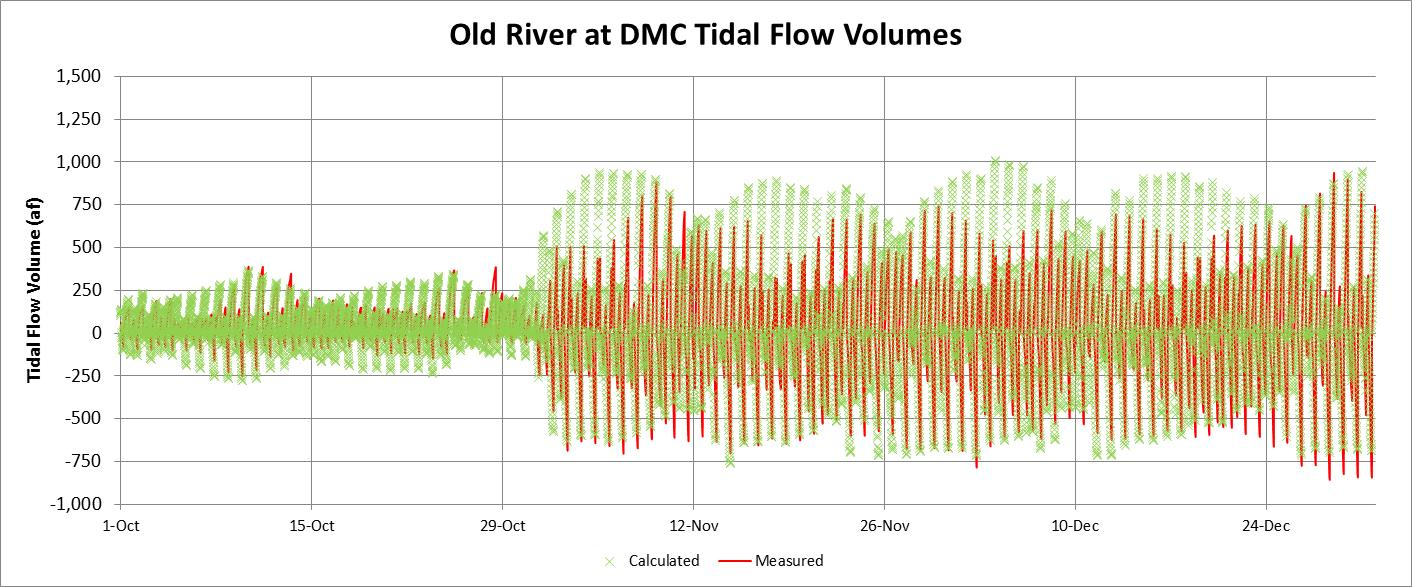 Old River at DMC Tidal Flow Volumes
Tidal Flow Volume (af)
1,500
1,250
1,000
750
500
250
0
-250
-500
-750
-1,000
1-Oct
15-Oct
29-Oct
12-Nov
26-Nov
10-Dec
24-Dec
Calculated
Measured